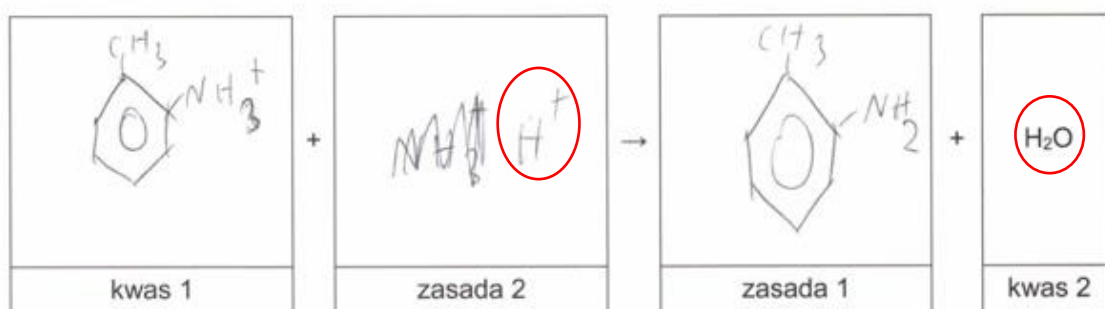 CH3 NH3+ + H+ → CH3 NH2 + H2O
kwas 1 zasada 2 zasada 1 kwas 2